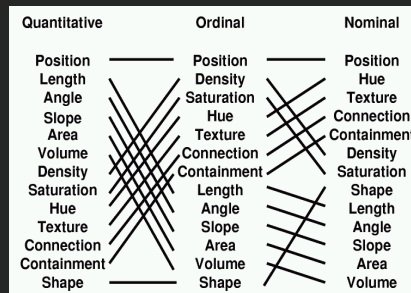 Quantitative Ordinal Nominal
Position Position Position
Length Density Hue
Angle Saturation Texture
Slope Hue Connection
Area Texture Containment
Volume Connection Density
Density Containment Saturation
Saturation Length Shape
Hue Angle Length
Texture Slope Angle
Connection Area Slope
Containment Volume Area
Shape Shape Volume